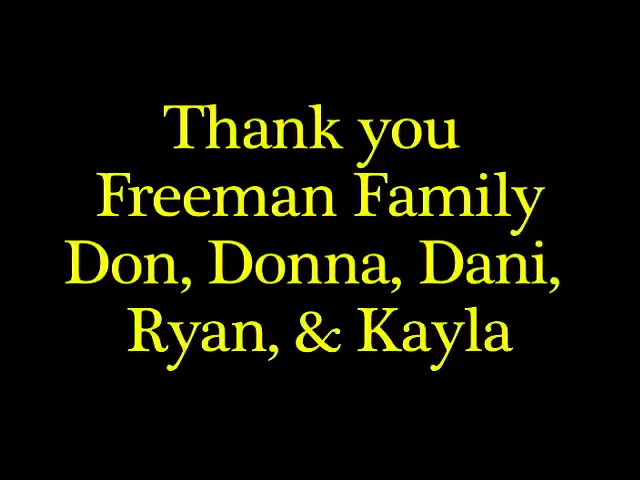 Thank you
Freeman Family
Don, Donna, Dani,
Ryan, & Kayla